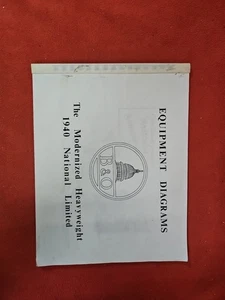 EQUIPMENT DIAGRAMS
B&O
The Modernized Heavyweight
1940 National Limited